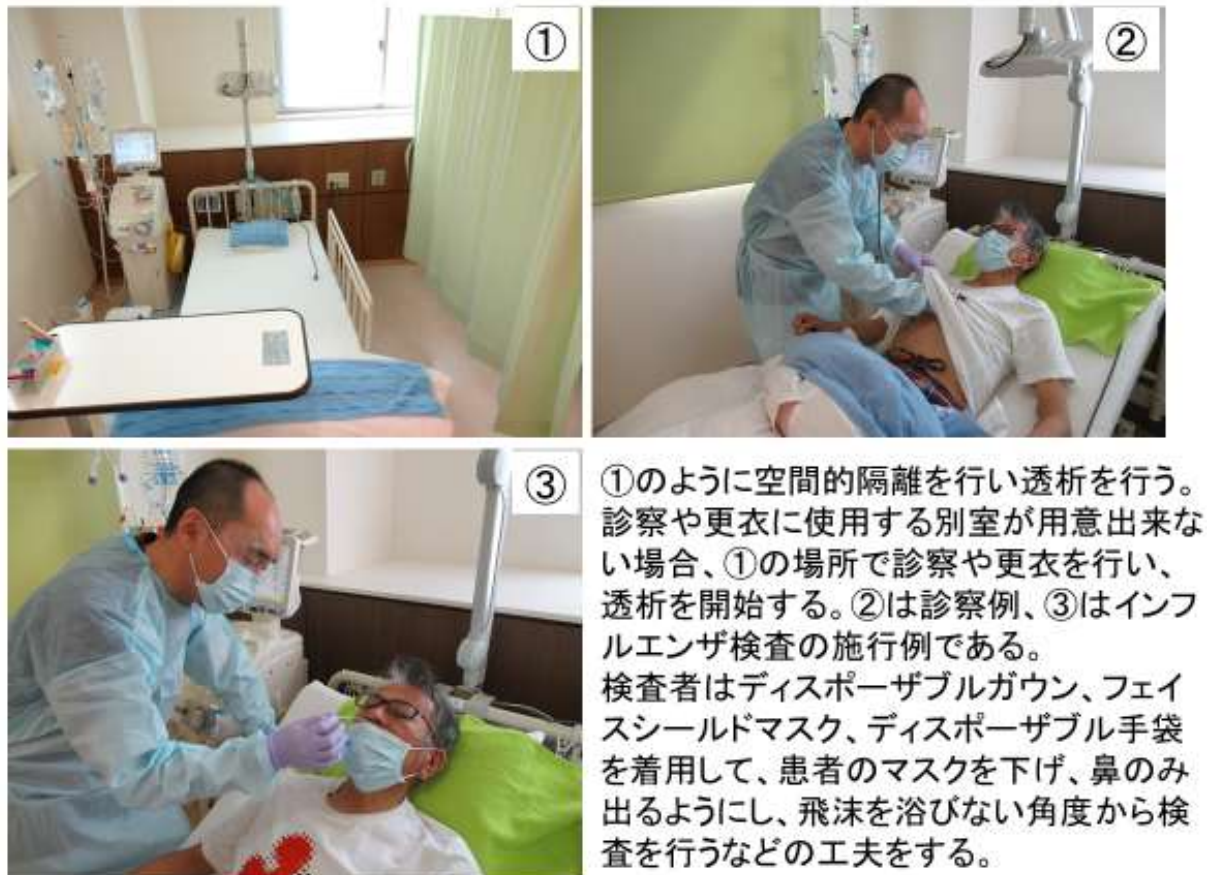 ①
②
③
①のように空間的隔離を行い透析を行う。
診察や更衣に使用する別室が用意出来な
い場合、①の場所で診察や更衣を行い、
透析を開始する。②は診察例、③はインフ
ルエンザ検査の施行例である。
検査者はディスポーザブルガウン、フェイ
スシールドマスク、ディスポーザブル手袋
を着用して、患者のマスクを下げ、鼻のみ
出るようにし、飛沫を浴びない角度から検
査を行うなどの工夫をする。